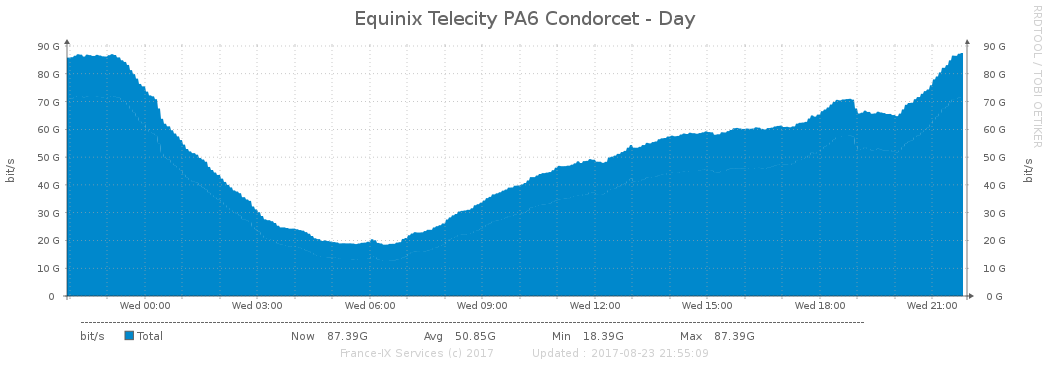 Equinix Telecity PA6 Condorcet - Day
RRDTOOL / TOBI OETIKER
bit/s
90 G 90 G
80 G 80 G
70 G 70 G
60 G 60 G
50 G 50 G
40 G 40 G
30 G 30 G
20 G 20 G
10 G 10 G
0 0 G
bit/s
Wed 00:00 Wed 03:00 Wed 06:00 Wed 09:00 Wed 12:00 Wed 15:00 Wed 18:00 Wed 21:00
bit/s Total Now 87.39G Avg 50.85G Min 18.39G Max 87.39G
France-IX Services (c) 2017 Updated : 2017-08-23 21:55:09